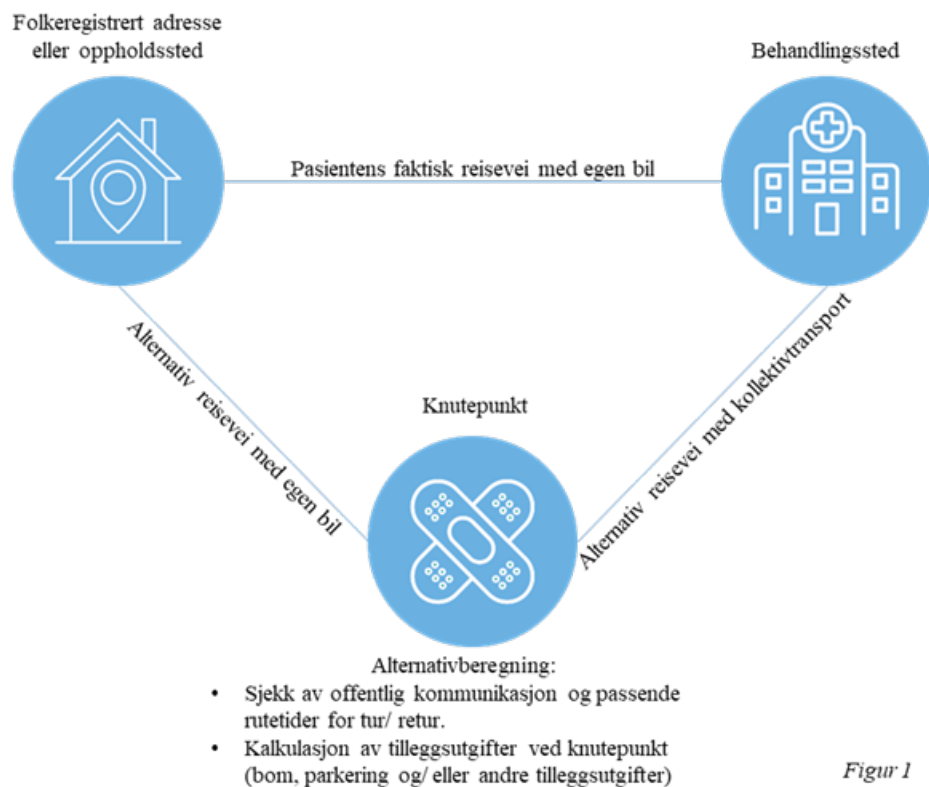 Folkeregistrert adresse
eller oppholdssted
Behandlingssted
Pasientens faktisk reisevei med egen bil
Alternativ reisevei med egen bil
Alternativ reisevei med kollektivtransport
Knutepunkt
Alternativberegning:
• Sjekk av offentlig kommunikasjon og passende
rutetider for tur/ retur.
• Kalkulasjon av tilleggsutgifter ved knutepunkt
(bom, parkering og/ eller andre tilleggsutgifter)
Figur 1